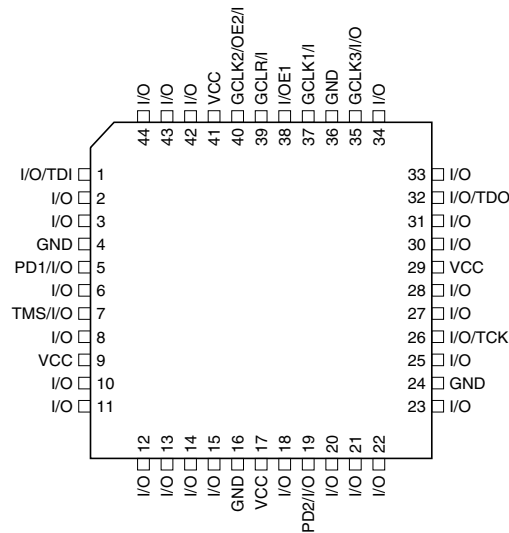 I/O I/O I/O VCC GCLK2/OE2/I GCLR/I I/OE1 GCLK1/I GND GCLK3/I/O I/O
44 43 42 41 40 39 38 37 36 35 34
I/O/TDI 1 33 I/O
I/O 2 32 I/O/TDO
I/O 3 31 I/O
GND 4 30 I/O
PD1/I/O 5 29 VCC
I/O 6 28 I/O
TMS/I/O 7 27 I/O
I/O 8 26 I/O/TCK
VCC 9 25 I/O
I/O 10 24 GND
I/O 11 23 I/O
12 13 14 15 16 17 18 19 20 21 22
I/O I/O I/O I/O GND VCC I/O PD2/I/O I/O I/O I/O